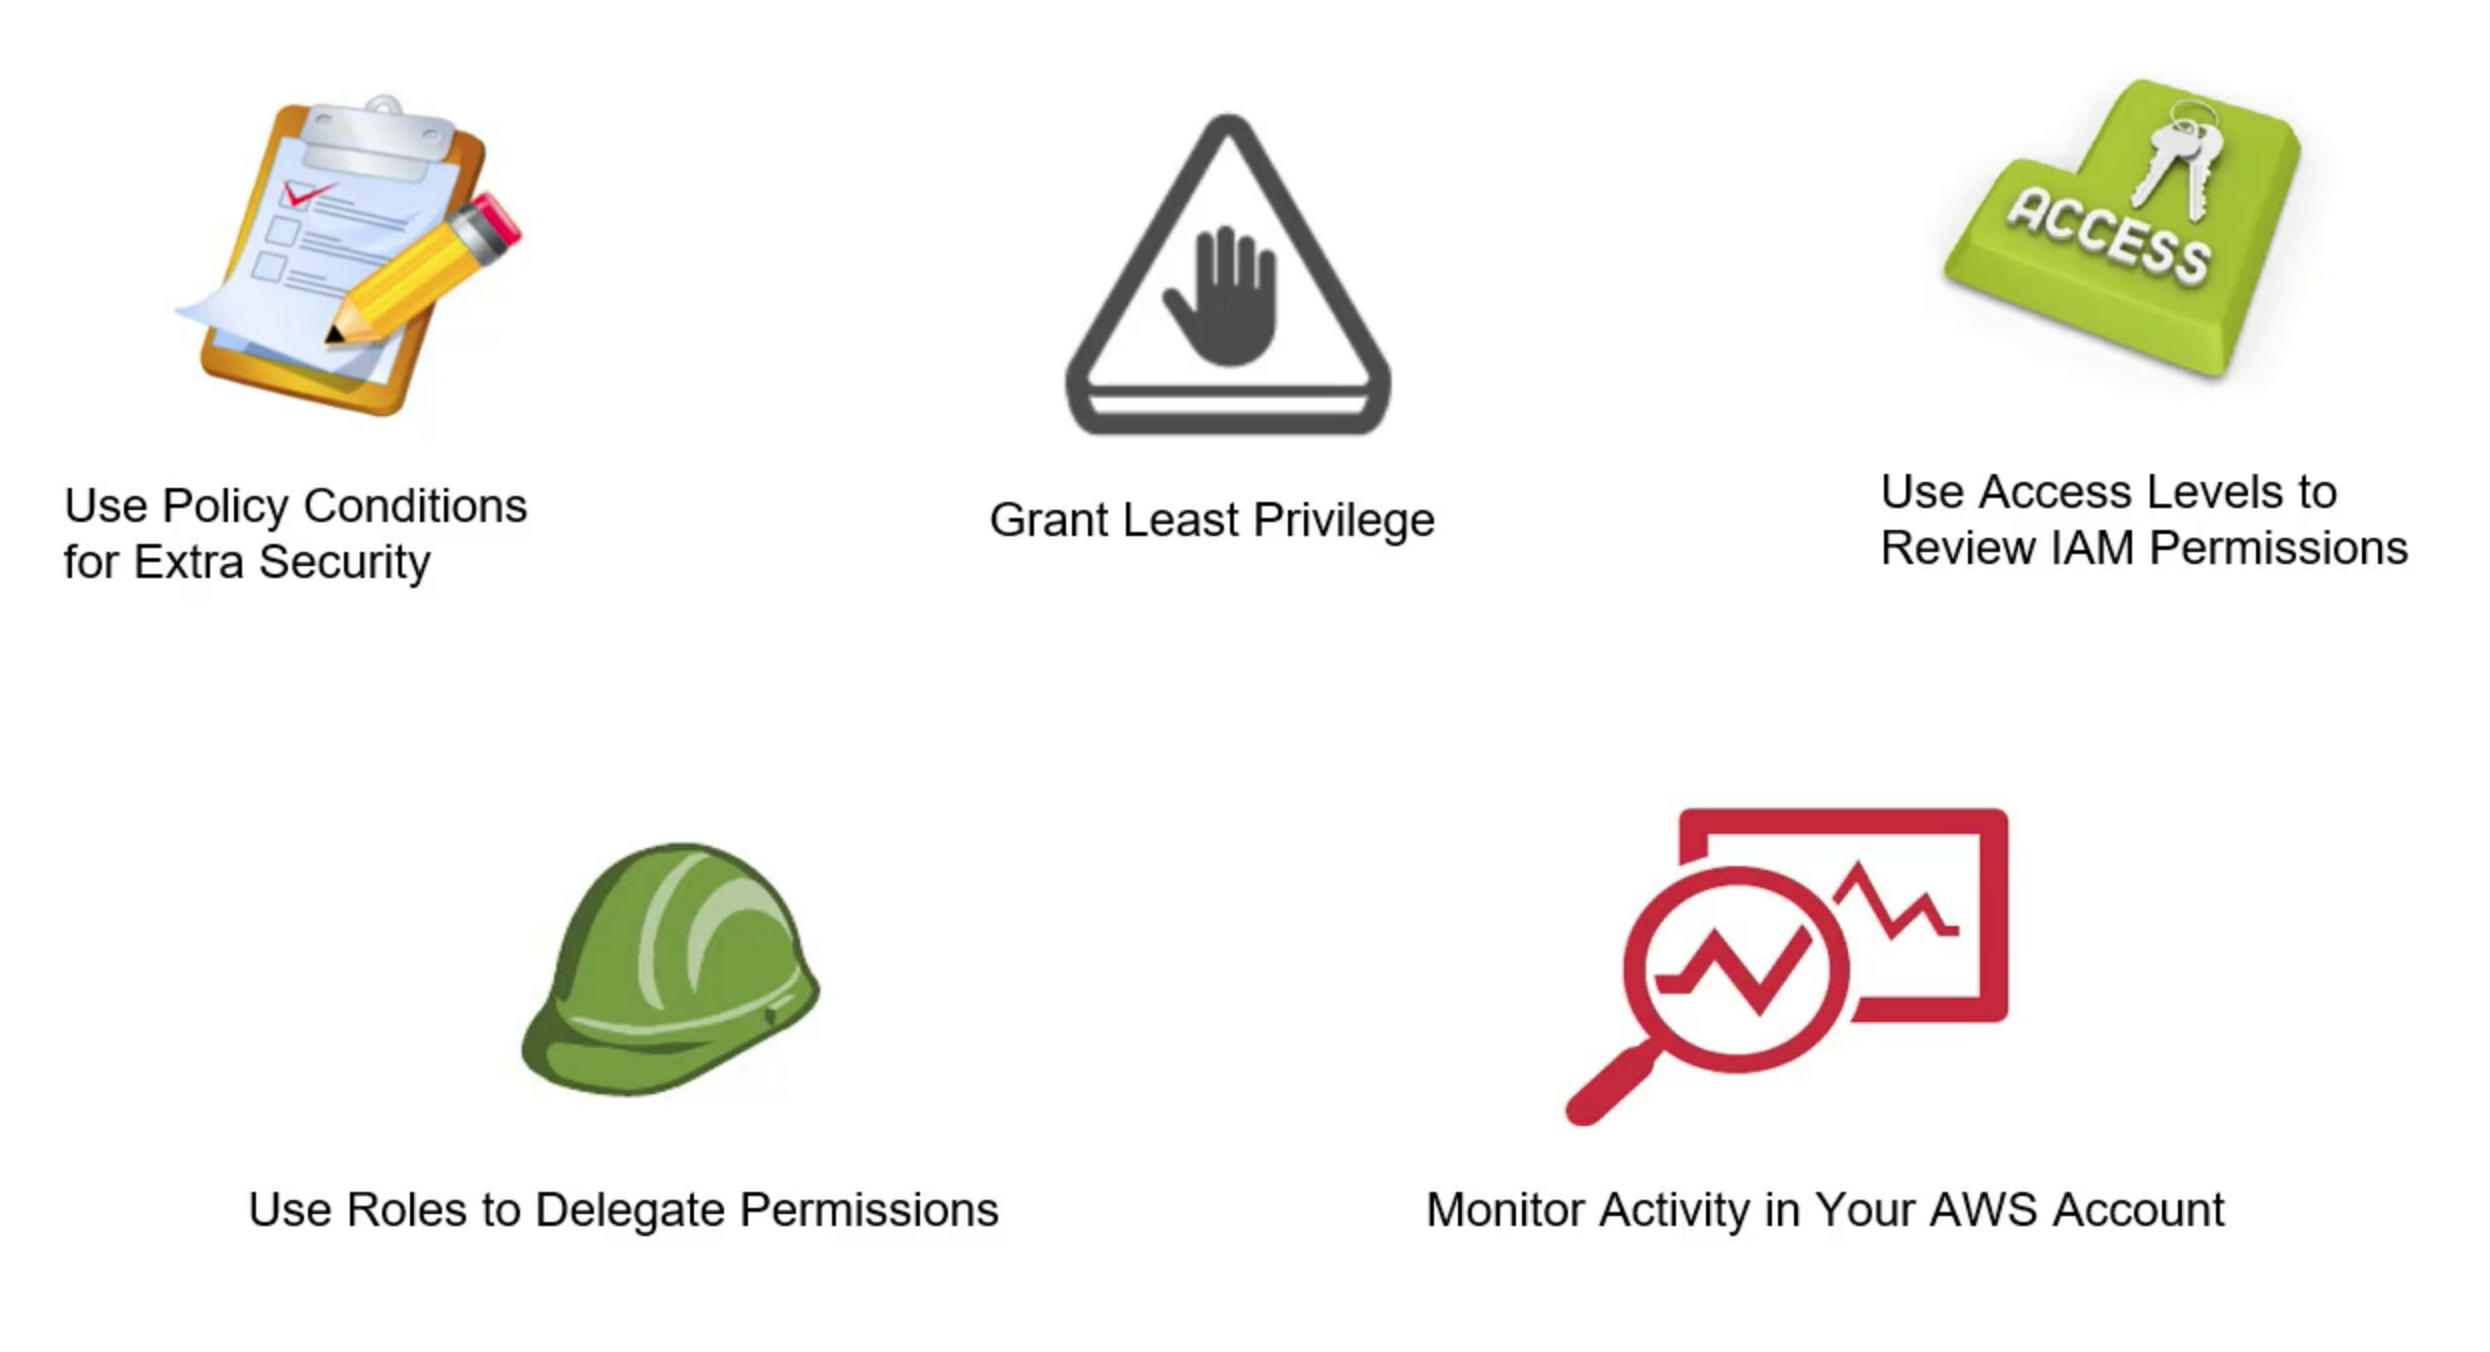 ACCESS
Use Policy Conditions
for Extra Security
Grant Least Privilege
Use Access Levels to
Review IAM Permissions
Use Roles to Delegate Permissions
Monitor Activity in Your AWS Account